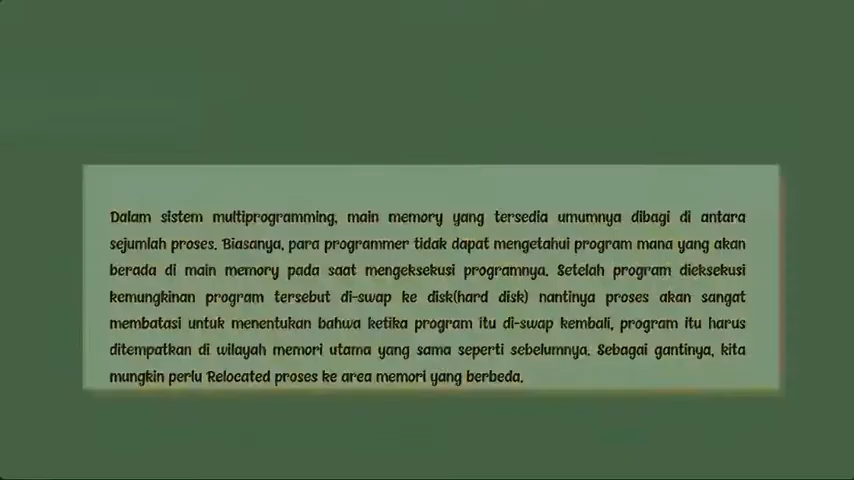 Dalam sistem multiprogramming, main memory yang tersedia umumnya dibagi di antara
sejumlah proses. Biasanya, para programmer tidak dapat mengetahui program mana yang akan
berada di main memory pada saat mengeksekusi programnya. Setelah program dieksekusi
kemungkinan program tersebut di-swap ke disk(hard disk) nantinya proses akan sangat
membatasi untuk menentukan bahwa ketika program itu di-swap kembali, program itu harus
ditempatkan di wilayah memori utama yang sama seperti sebelumnya. Sebagai gantinya, kita
mungkin perlu Relocated proses ke area memori yang berbeda.